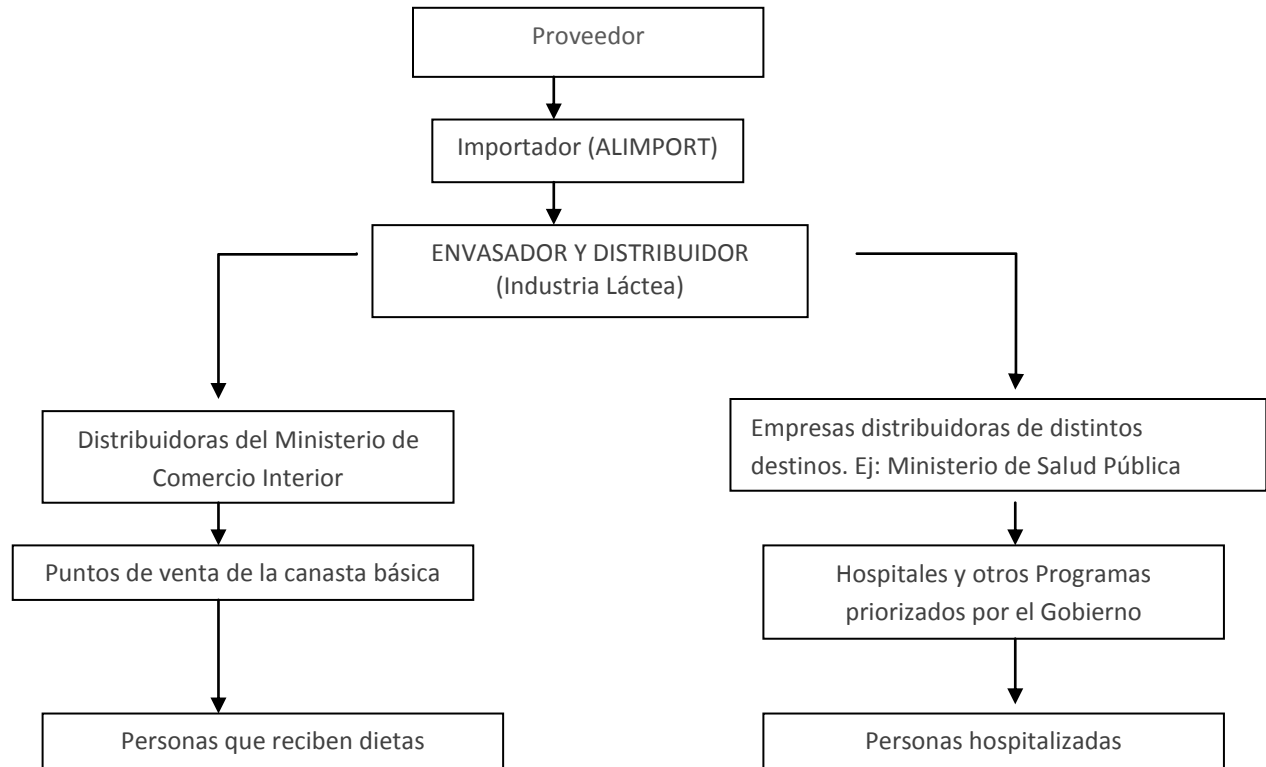 Proveedor
Importador (ALIMPORT)
ENVASADOR Y DISTRIBUIDOR
(Industria Láctea)
Distribuidoras del Ministerio de
Comercio Interior
Empresas distribuidoras de distintos
destinos. Ej: Ministerio de Salud Pública
Puntos de venta de la canasta básica
Hospitales y otros Programas
priorizados por el Gobierno
Personas que reciben dietas
Personas hospitalizadas